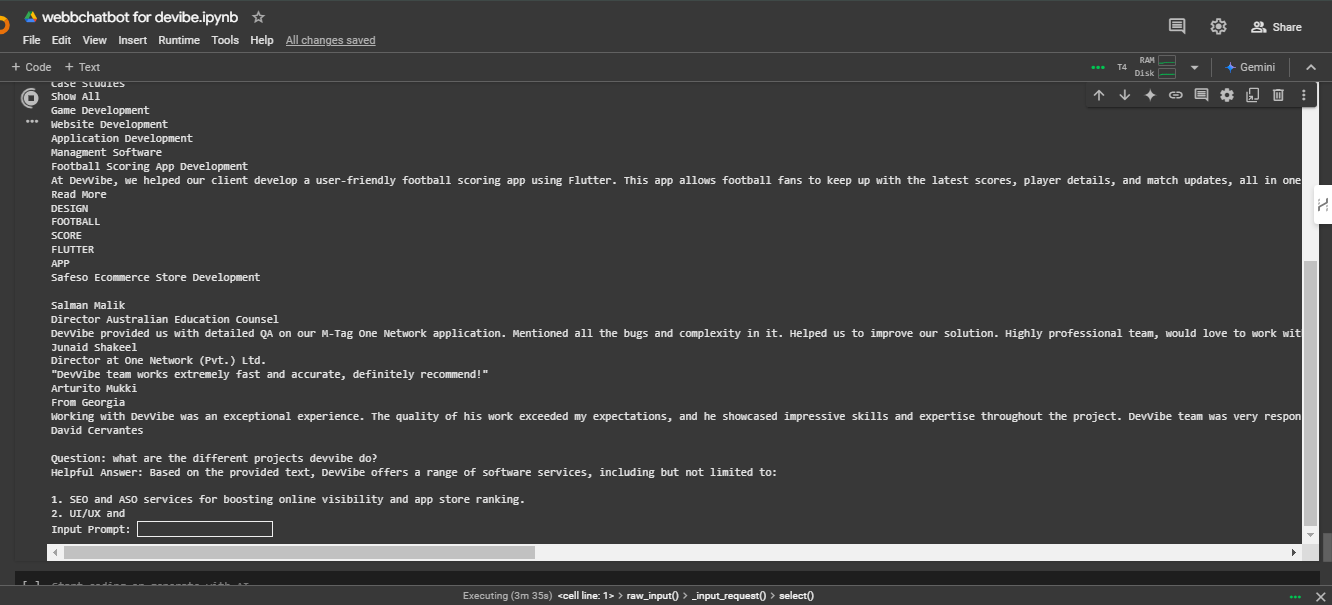 webbchatbot for devibe.ipynb
Share
File Edit View Insert Runtime Tools Help All changes saved
+ Code + Text
T4 RAM Disk Gemini
Case Studies
Show All
Game Development
Website Development
Application Development
Managment Software
Football Scoring App Development
At DevVibe, we helped our client develop a user-friendly football scoring app using Flutter. This app allows football fans to keep up with the latest scores, player details, and match updates, all in one
Read More
DESIGN
FOOTBALL
SCORE
FLUTTER
APP
Safeso Ecommerce Store Development
Salman Malik
Director Australian Education Counsel
DevVibe provided us with detailed QA on our M-Tag One Network application. Mentioned all the bugs and complexity in it. Helped us to improve our solution. Highly professional team, would love to work wit
Junaid Shakeel
Director at One Network (Pvt.) Ltd.
"DevVibe team works extremely fast and accurate, definitely recommend!"
Arturito Mukki
From Georgia
Working with DevVibe was an exceptional experience. The quality of his work exceeded my expectations, and he showcased impressive skills and expertise throughout the project. DevVibe team was very respon
David Cervantes
Question: what are the different projects devvibe do?
Helpful Answer: Based on the provided text, DevVibe offers a range of software services, including but not limited to:
1. SEO and ASO services for boosting online visibility and app store ranking.
2. UI/UX and
Input Prompt:
[ ] Start coding or generate with AI.
Executing (3m 35s) <cell line: 1> > raw_input() > _input_request() > select()